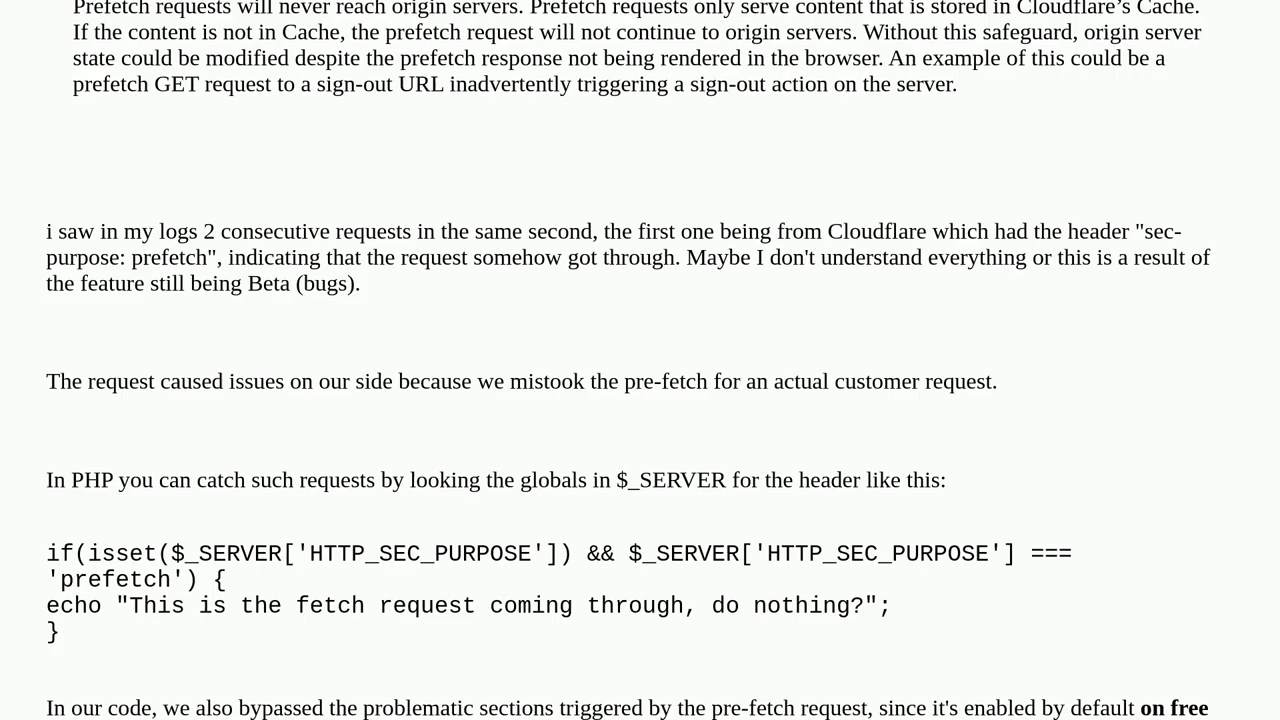 Prefetch requests will never reach origin servers. Prefetch requests only serve content that is stored in Cloudflare’s Cache.
If the content is not in Cache, the prefetch request will not continue to origin servers. Without this safeguard, origin server
state could be modified despite the prefetch response not being rendered in the browser. An example of this could be a
prefetch GET request to a sign-out URL inadvertently triggering a sign-out action on the server.
i saw in my logs 2 consecutive requests in the same second, the first one being from Cloudflare which had the header "sec-
purpose: prefetch", indicating that the request somehow got through. Maybe I don't understand everything or this is a result of
the feature still being Beta (bugs).
The request caused issues on our side because we mistook the pre-fetch for an actual customer request.
In PHP you can catch such requests by looking the globals in $_SERVER for the header like this:
if(isset($_SERVER['HTTP_SEC_PURPOSE']) && $_SERVER['HTTP_SEC_PURPOSE'] ===
'prefetch') {
echo "This is the fetch request coming through, do nothing?";
}
In our code, we also bypassed the problematic sections triggered by the pre-fetch request, since it's enabled by default on free